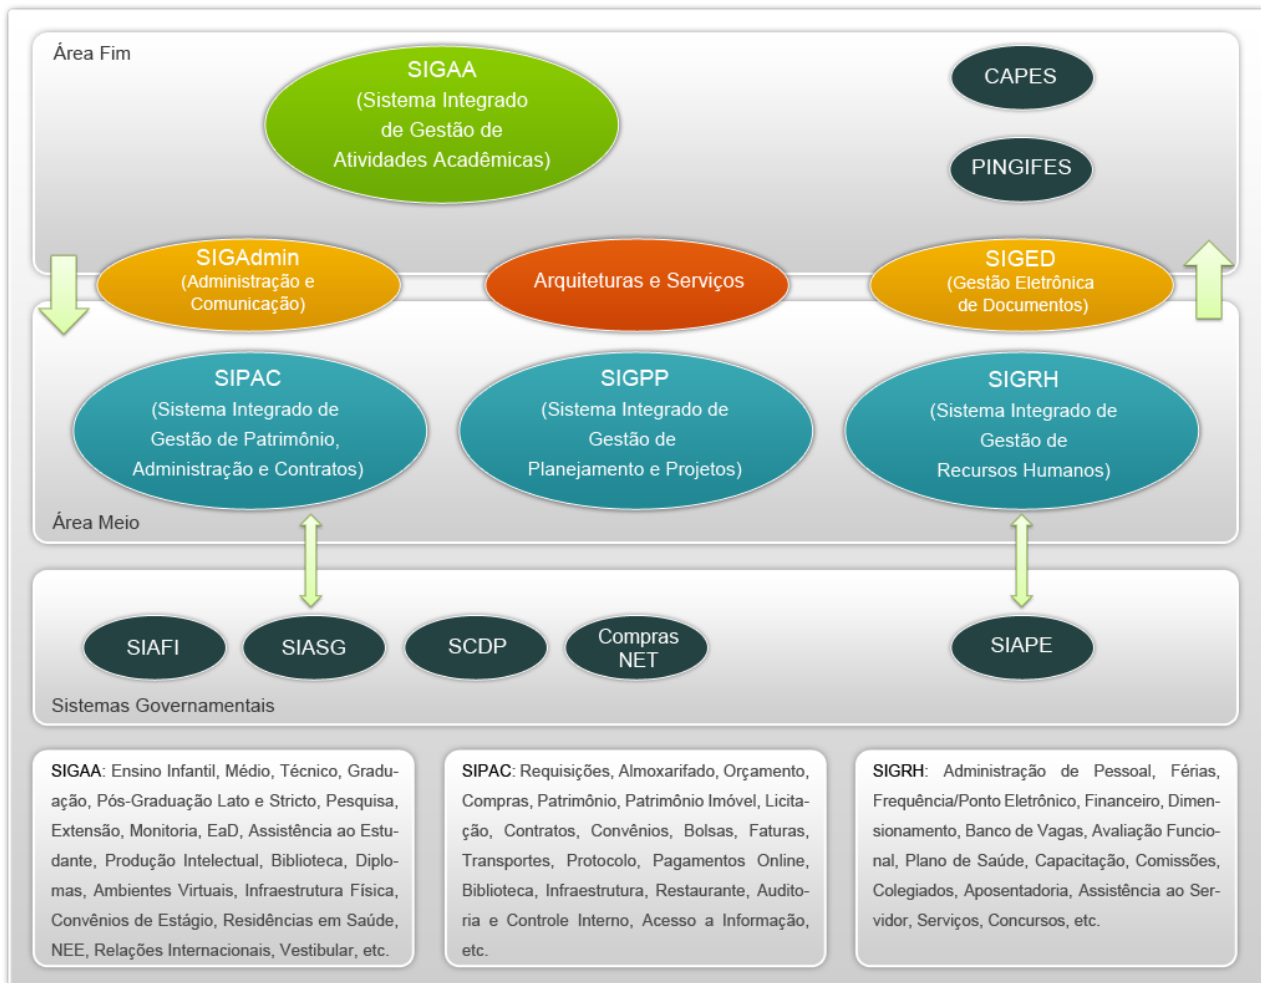 Área Fim
SIGAA
(Sistema Integrado
de Gestão de
Atividades Acadêmicas)
CAPES
PINGIFES
SIGAdmin
(Administração e
Comunicação)
Arquiteturas e Serviços
SIGED
(Gestão Eletrônica
de Documentos)
SIPAC
(Sistema Integrado de
Gestão de Patrimônio,
Administração e Contratos)
SIGPP
(Sistema Integrado de
Gestão de
Planejamento e Projetos)
SIGRH
(Sistema Integrado de
Gestão de
Recursos Humanos)
Área Meio
SIAFI
SIASG
SCDP
Compras
NET
SIAPE
Sistemas Governamentais
SIGAA: Ensino Infantil, Médio, Técnico, Gradu-
ação, Pós-Graduação Lato e Stricto, Pesquisa,
Extensão, Monitoria, EaD, Assistência ao Estu-
dante, Produção Intelectual, Biblioteca, Diplo-
mas, Ambientes Virtuais, Infraestrutura Física,
Convênios de Estágio, Residências em Saúde,
NEE, Relações Internacionais, Vestibular, etc.
SIPAC: Requisições, Almoxarifado, Orçamento,
Compras, Patrimônio, Patrimônio Imóvel, Licita-
ção, Contratos, Convênios, Bolsas, Faturas,
Transportes, Protocolo, Pagamentos Online,
Biblioteca, Infraestrutura, Restaurante, Audito-
ria e Controle Interno, Acesso a Informação,
etc.
SIGRH: Administração de Pessoal, Férias,
Frequência/Ponto Eletrônico, Financeiro, Dimen-
sionamento, Banco de Vagas, Avaliação Funcio-
nal, Plano de Saúde, Capacitação, Comissões,
Colegiados, Aposentadoria, Assistência ao Ser-
vidor, Serviços, Concursos, etc.